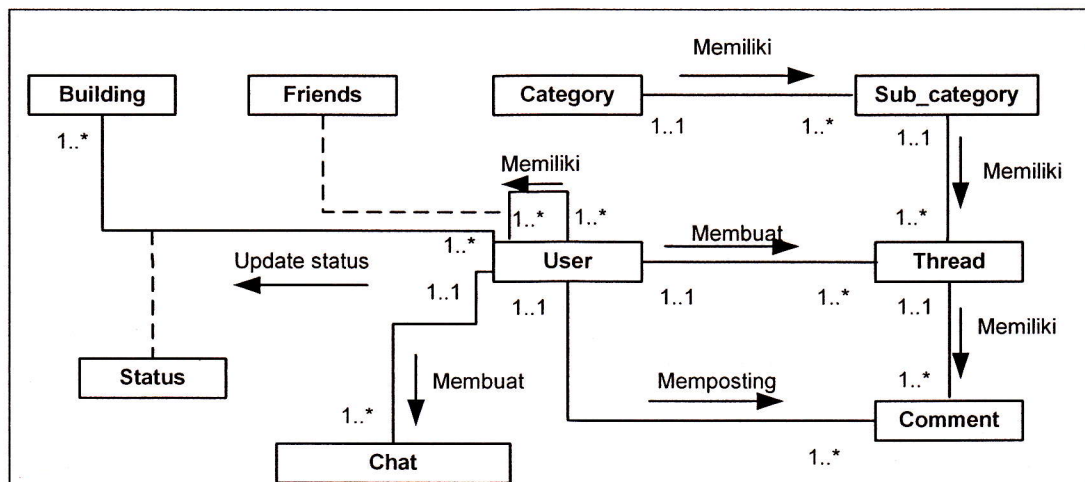 Memiliki
Building
Friends
Category
Sub_category
1..*
1..1
1..*
1..1
Memiliki
Memiliki
1..*
1..*
1..*
1..*
Membuat
User
Thread
Update status
1..1
1..1
1..1
1..*
1..1
Memiliki
Status
Membuat
Memposting
1..*
1..*
Comment
Chat
1..*